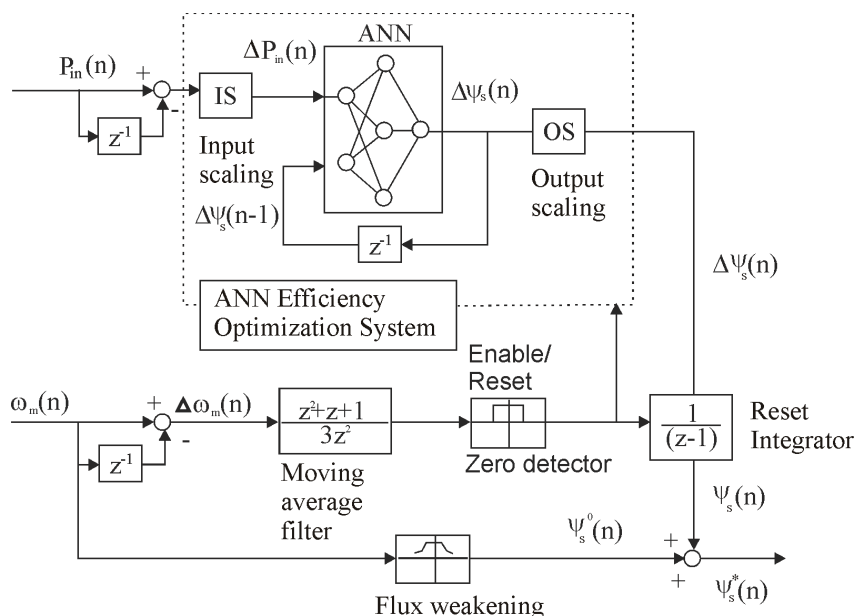 ANN
P_in(n)
+
-
z⁻¹
IS
Input
scaling
ΔP_in(n)
Δψ_s(n)
Δψ_s(n-1)
z⁻¹
OS
Output
scaling
Δψ_s(n)
ANN Efficiency
Optimization System
ω_m(n)
+
-
z⁻¹
Δω_m(n)
z²+z+1
3z²
Moving
average
filter
Enable/
Reset
Zero detector
1
(z-1)
Reset
Integrator
ψ_s(n)
ψ_s⁰(n)
+
+
ψ_s*(n)
Flux weakening